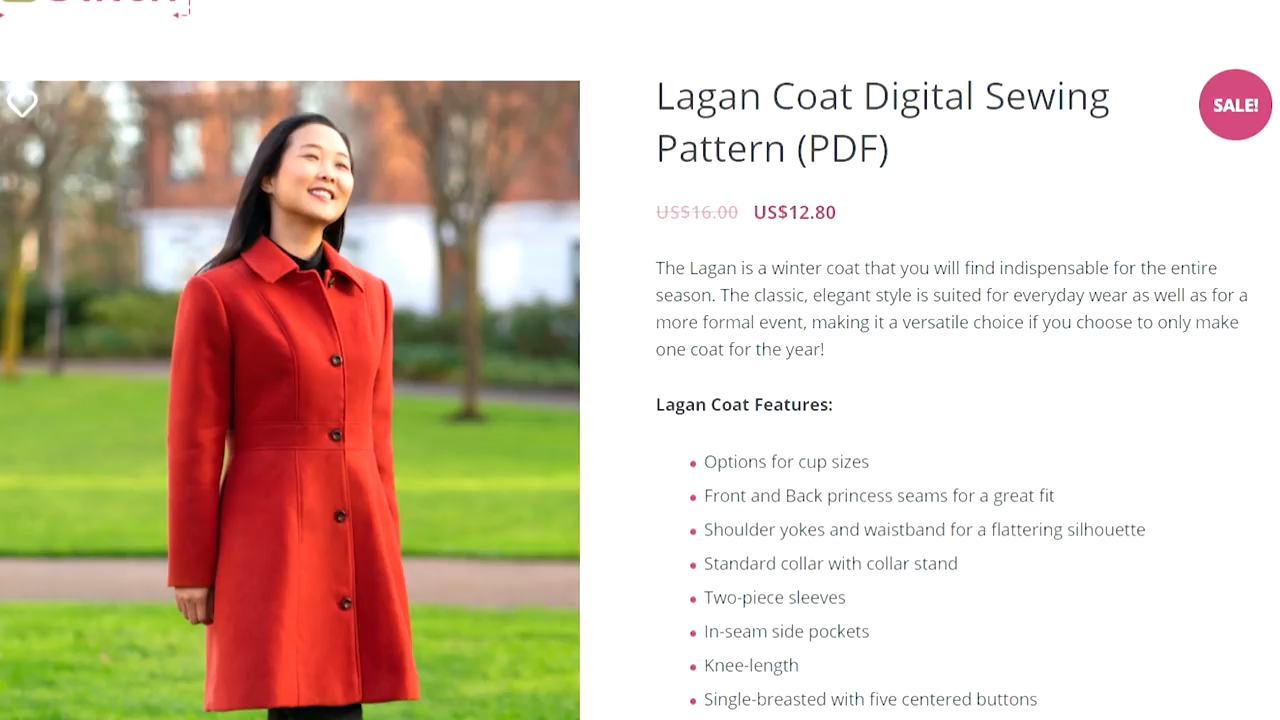 Lagan Coat Digital Sewing
Pattern (PDF)
SALE!
US$16.00 US$12.80
The Lagan is a winter coat that you will find indispensable for the entire
season. The classic, elegant style is suited for everyday wear as well as for a
more formal event, making it a versatile choice if you choose to only make
one coat for the year!
Lagan Coat Features:
Options for cup sizes
Front and Back princess seams for a great fit
Shoulder yokes and waistband for a flattering silhouette
Standard collar with collar stand
Two-piece sleeves
In-seam side pockets
Knee-length
Single-breasted with five centered buttons